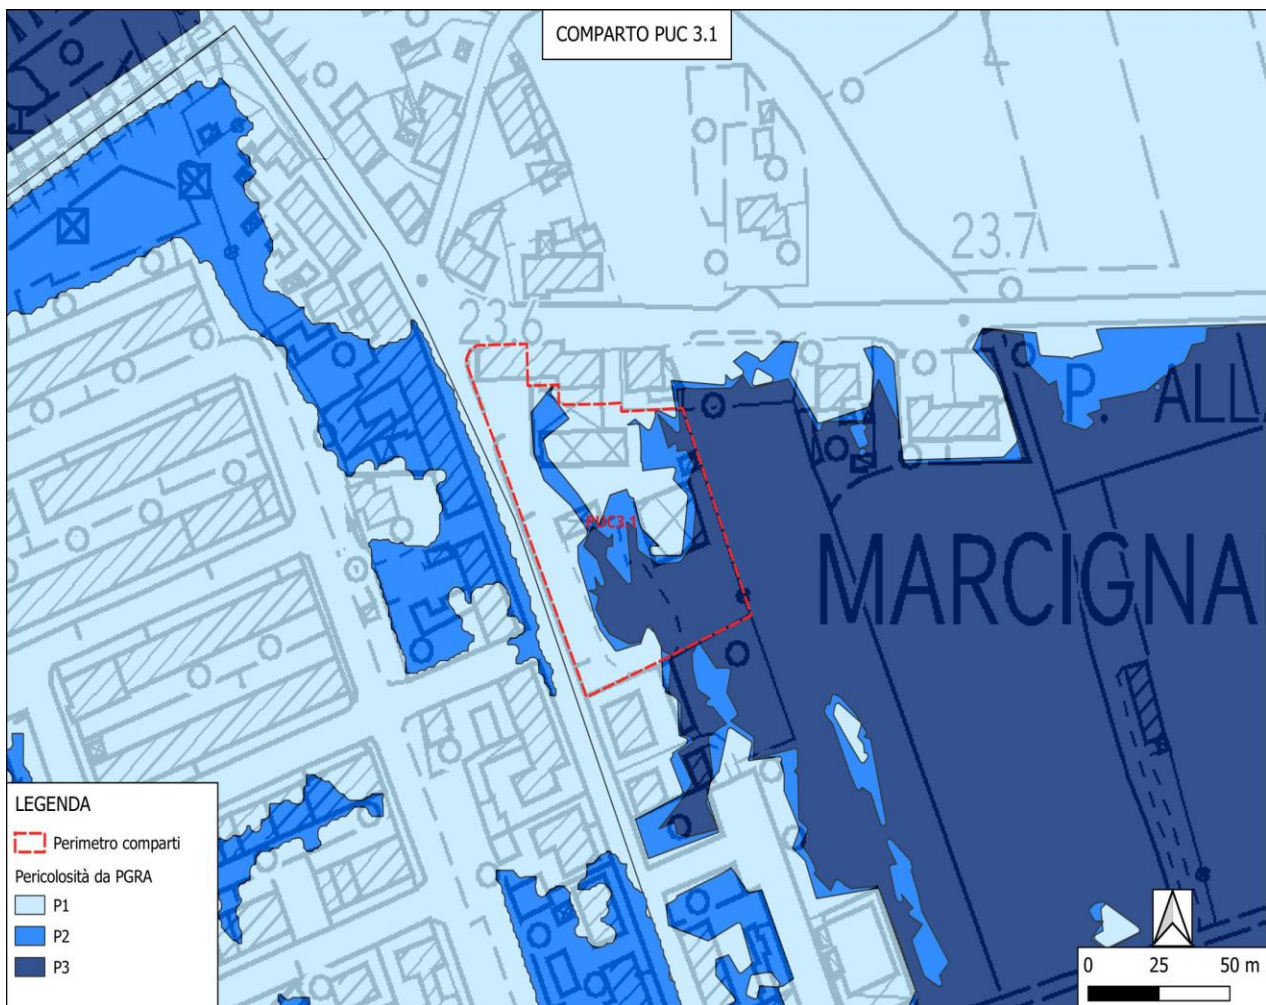 COMPARTO PUC 3.1
23.7
23.6
P. ALL
PUC3.1
MARCIGNA
LEGENDA
Perimetro comparti
Pericolosità da PGRA
P1
P2
P3
0 25 50 m